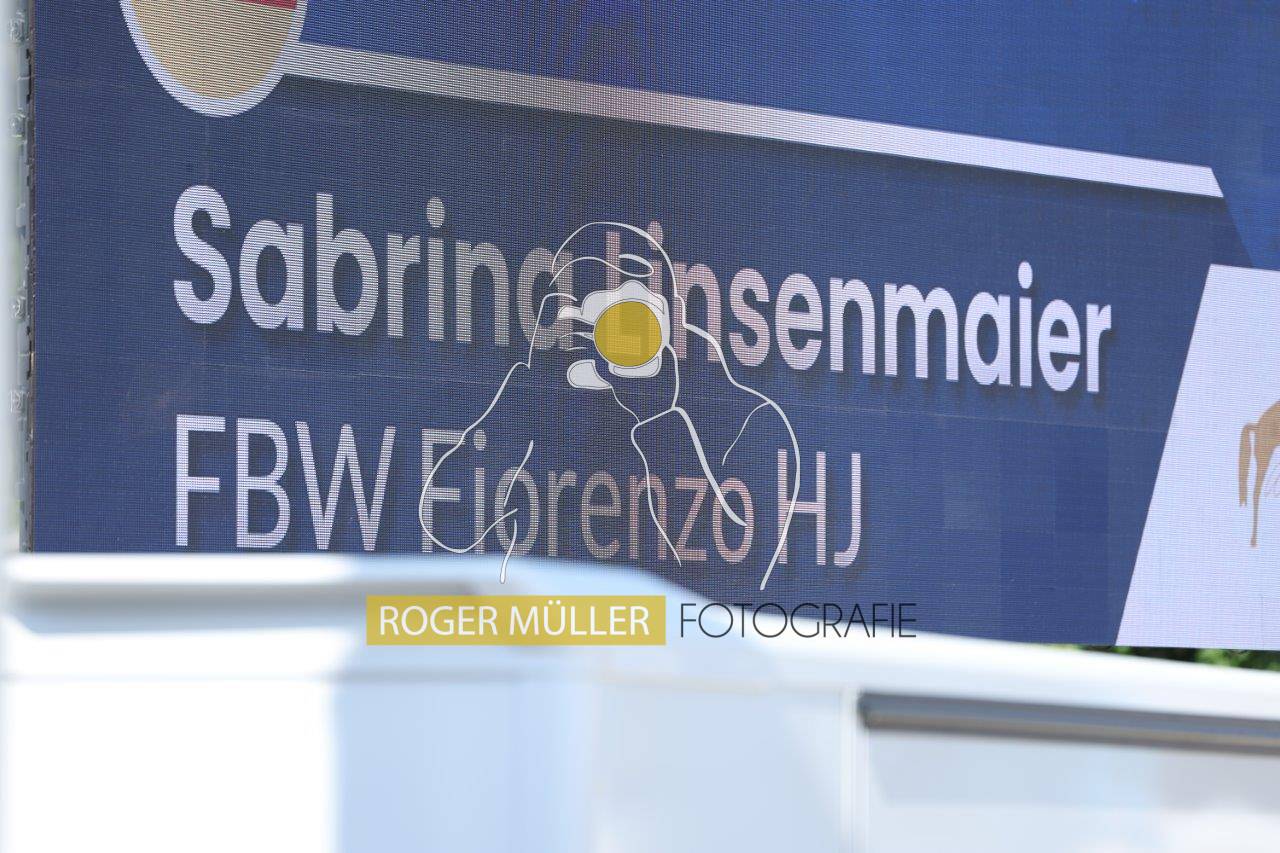 Sabrina Linsenmaier
FBW Fiorenzo HJ
ROGER MÜLLER FOTOGRAFIE